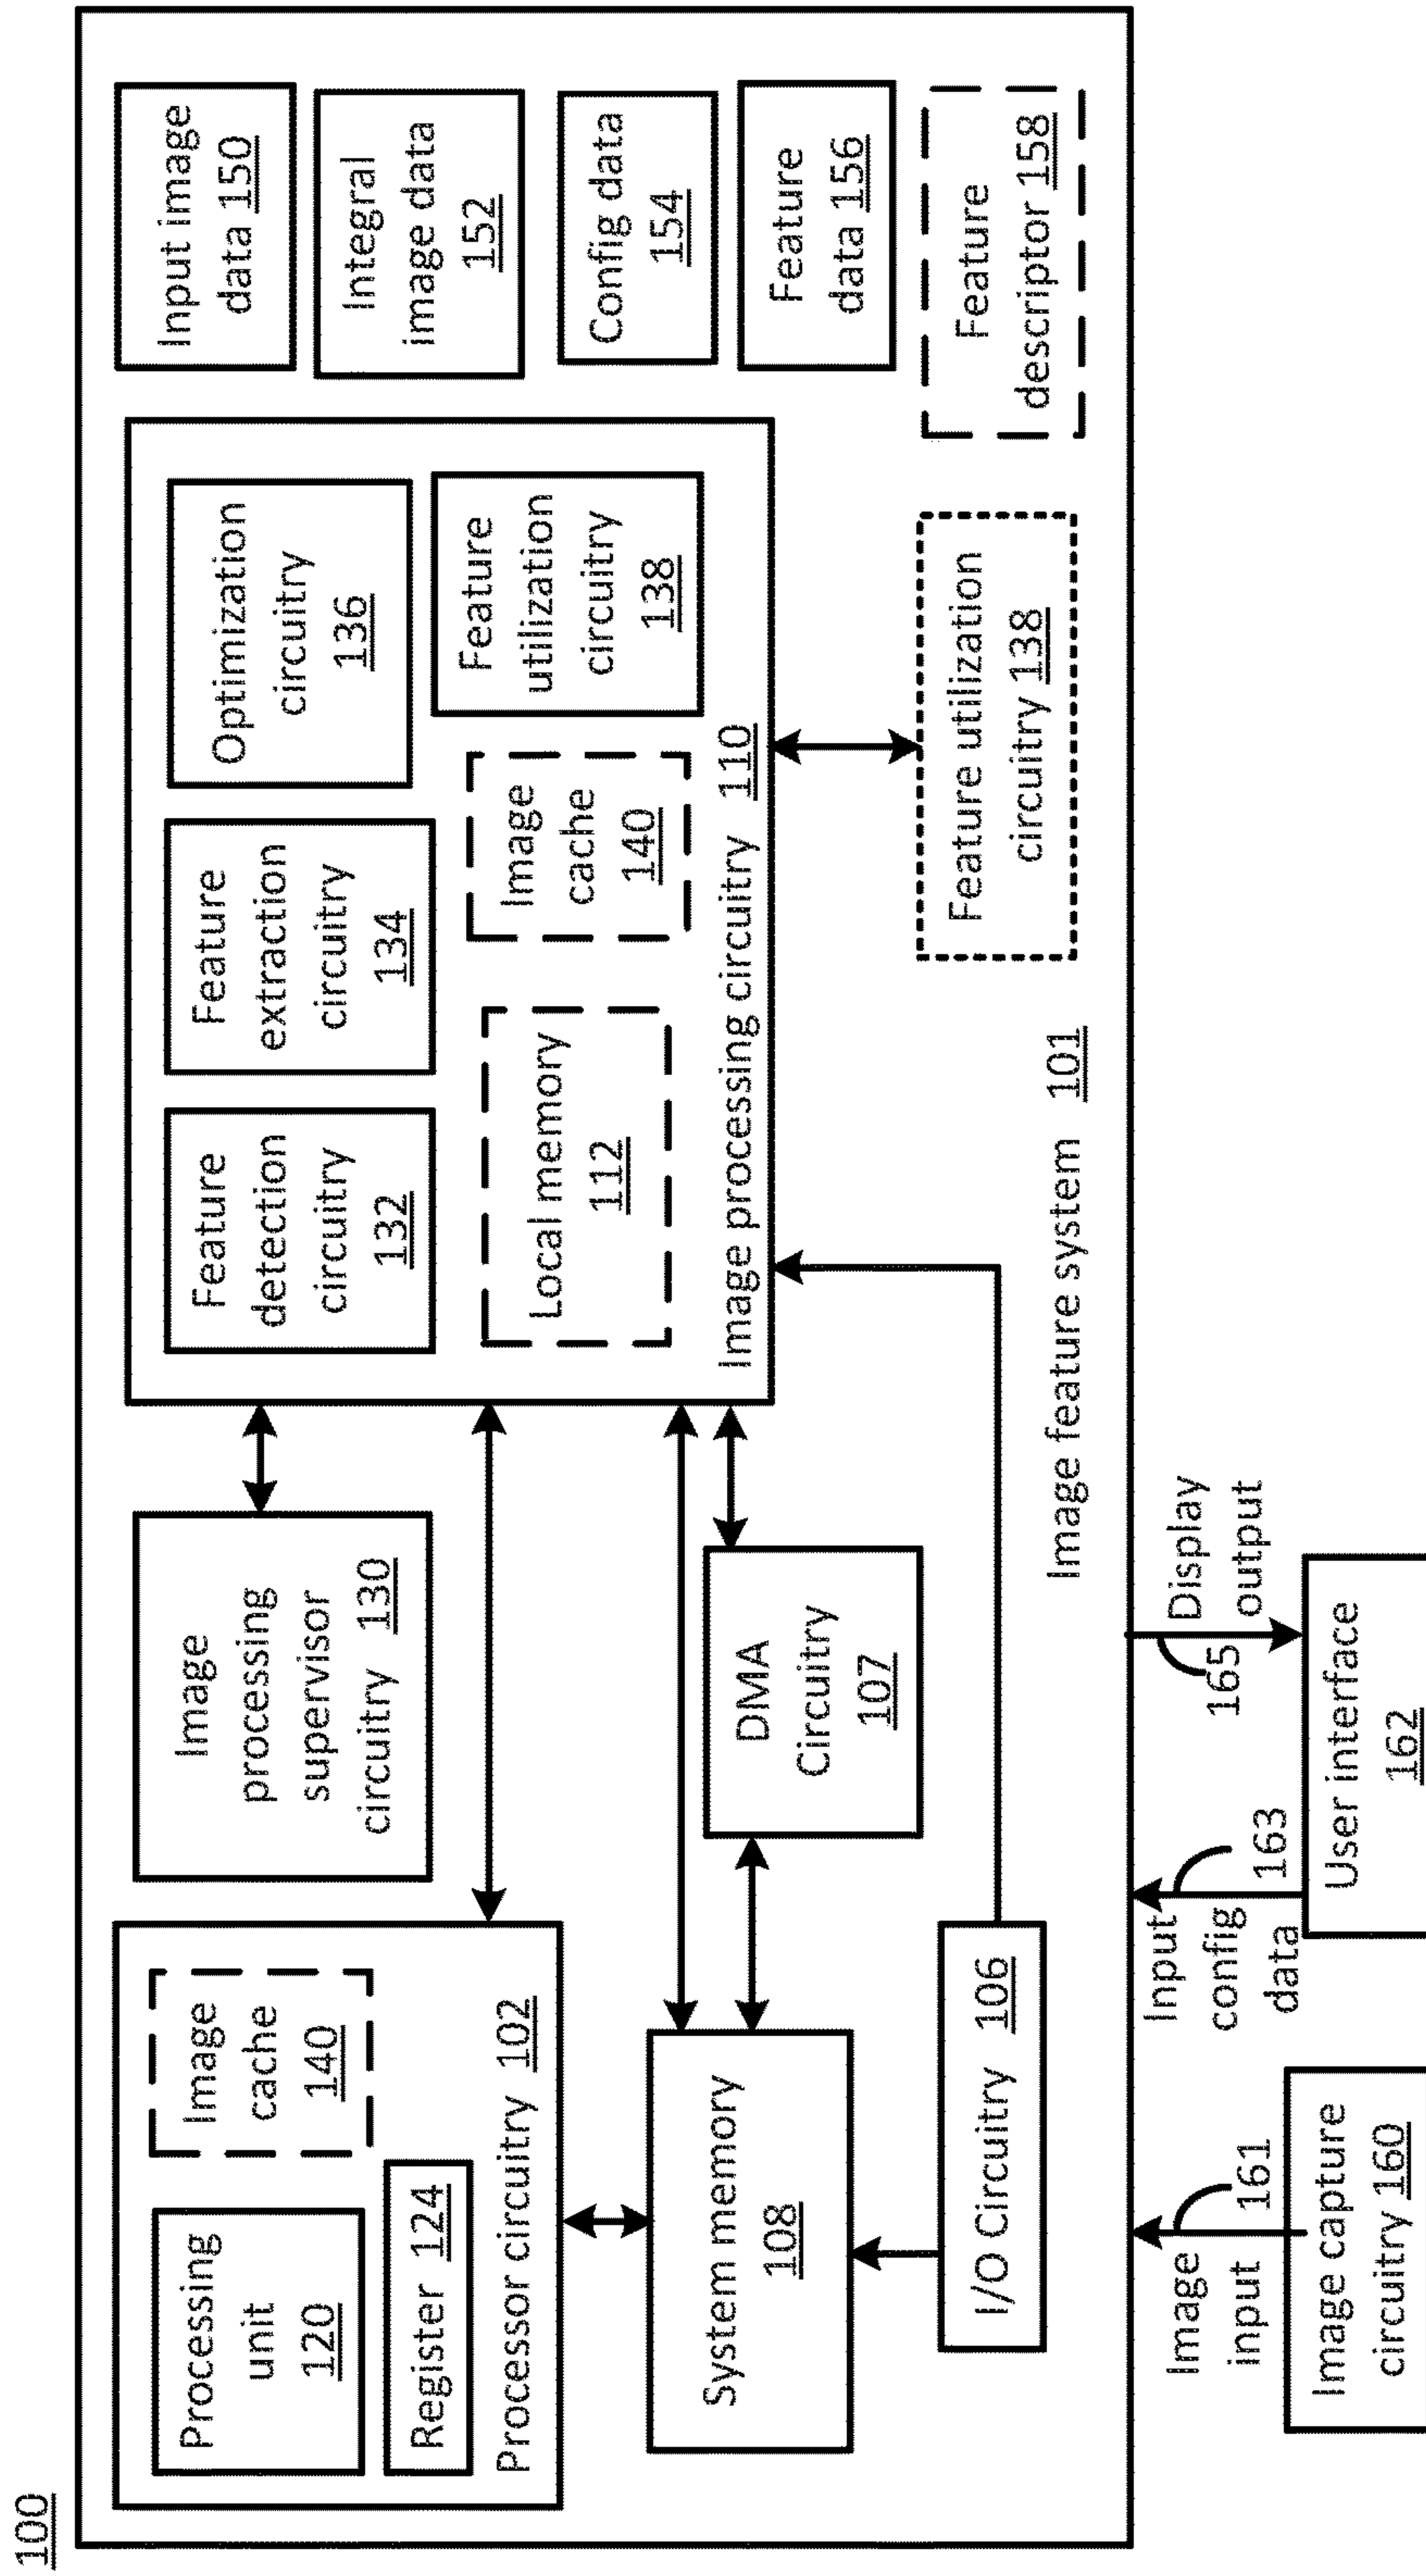 100
Processing
unit
120
Image
cache
140
Register 124
Processor circuitry 102
Image
processing
supervisor
circuitry 130
Feature
detection
circuitry
132
Feature
extraction
circuitry
134
Optimization
circuitry
136
Local memory
112
Image
cache
140
Feature
utilization
circuitry
138
Image processing circuitry 110
Input image
data 150
Integral
image data
152
Config data
154
Feature
data 156
Feature
descriptor 158
System memory
108
DMA
Circuitry
107
I/O Circuitry 106
Feature utilization
circuitry 138
Image feature system 101
Image
input
161
Input
config
data
163
Display
output
165
Image capture
circuitry 160
User interface
162